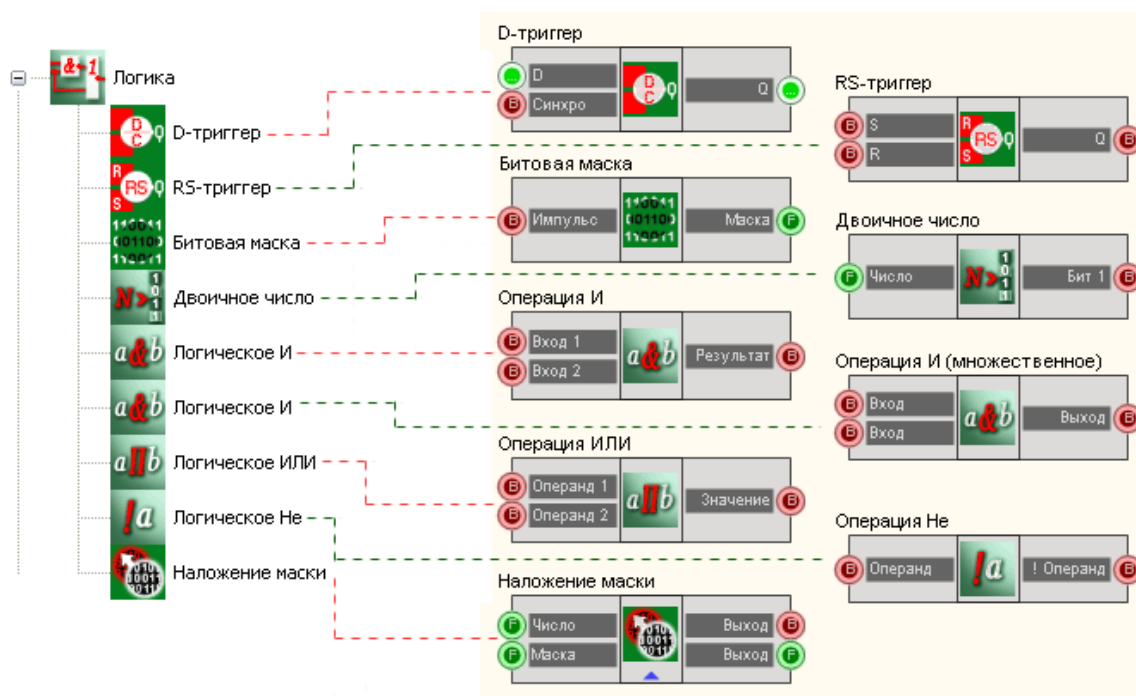 Логика
D-триггер
RS-триггер
Битовая маска
Двоичное число
Логическое И
Логическое И
Логическое ИЛИ
Логическое Не
Наложение маски
D-триггер
D
Синхро
Q
RS-триггер
S
R
Q
Битовая маска
Импульс
Маска
Двоичное число
Число
Бит 1
Операция И
Вход 1
Вход 2
Результат
Операция И (множественное)
Вход
Вход
Выход
Операция ИЛИ
Операнд 1
Операнд 2
Значение
Операция Не
Операнд
! Операнд
Наложение маски
Число
Маска
Выход
Выход